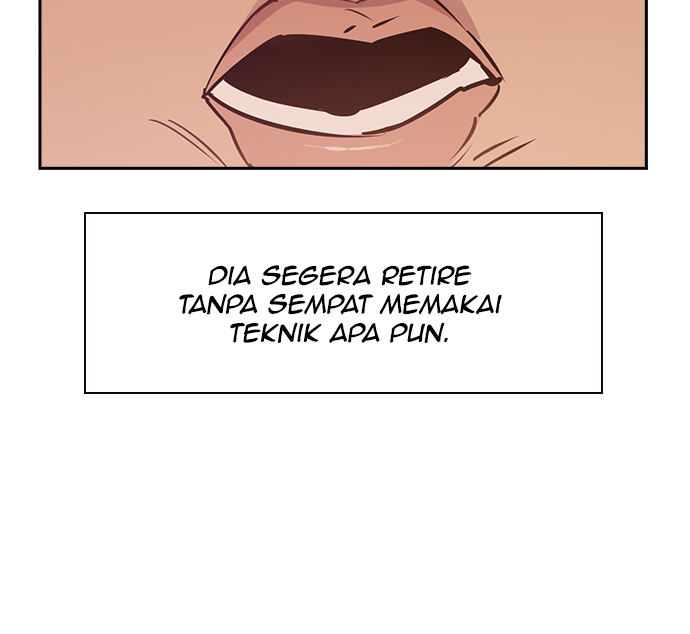 DIA SEGERA RETIRE
TANPA SEMPAT MEMAKAI
TEKNIK APA PUN.